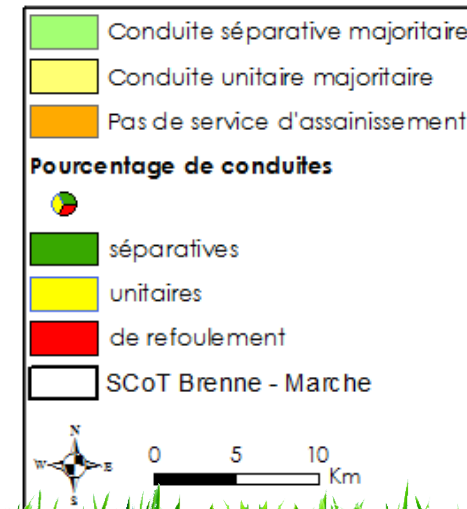 Conduite séparative majoritaire
Conduite unitaire majoritaire
Pas de service d'assainissement
Pourcentage de conduites
séparatives
unitaires
de refoulement
SCoT Brenne - Marche
N
W E
S
0 5 10
Km